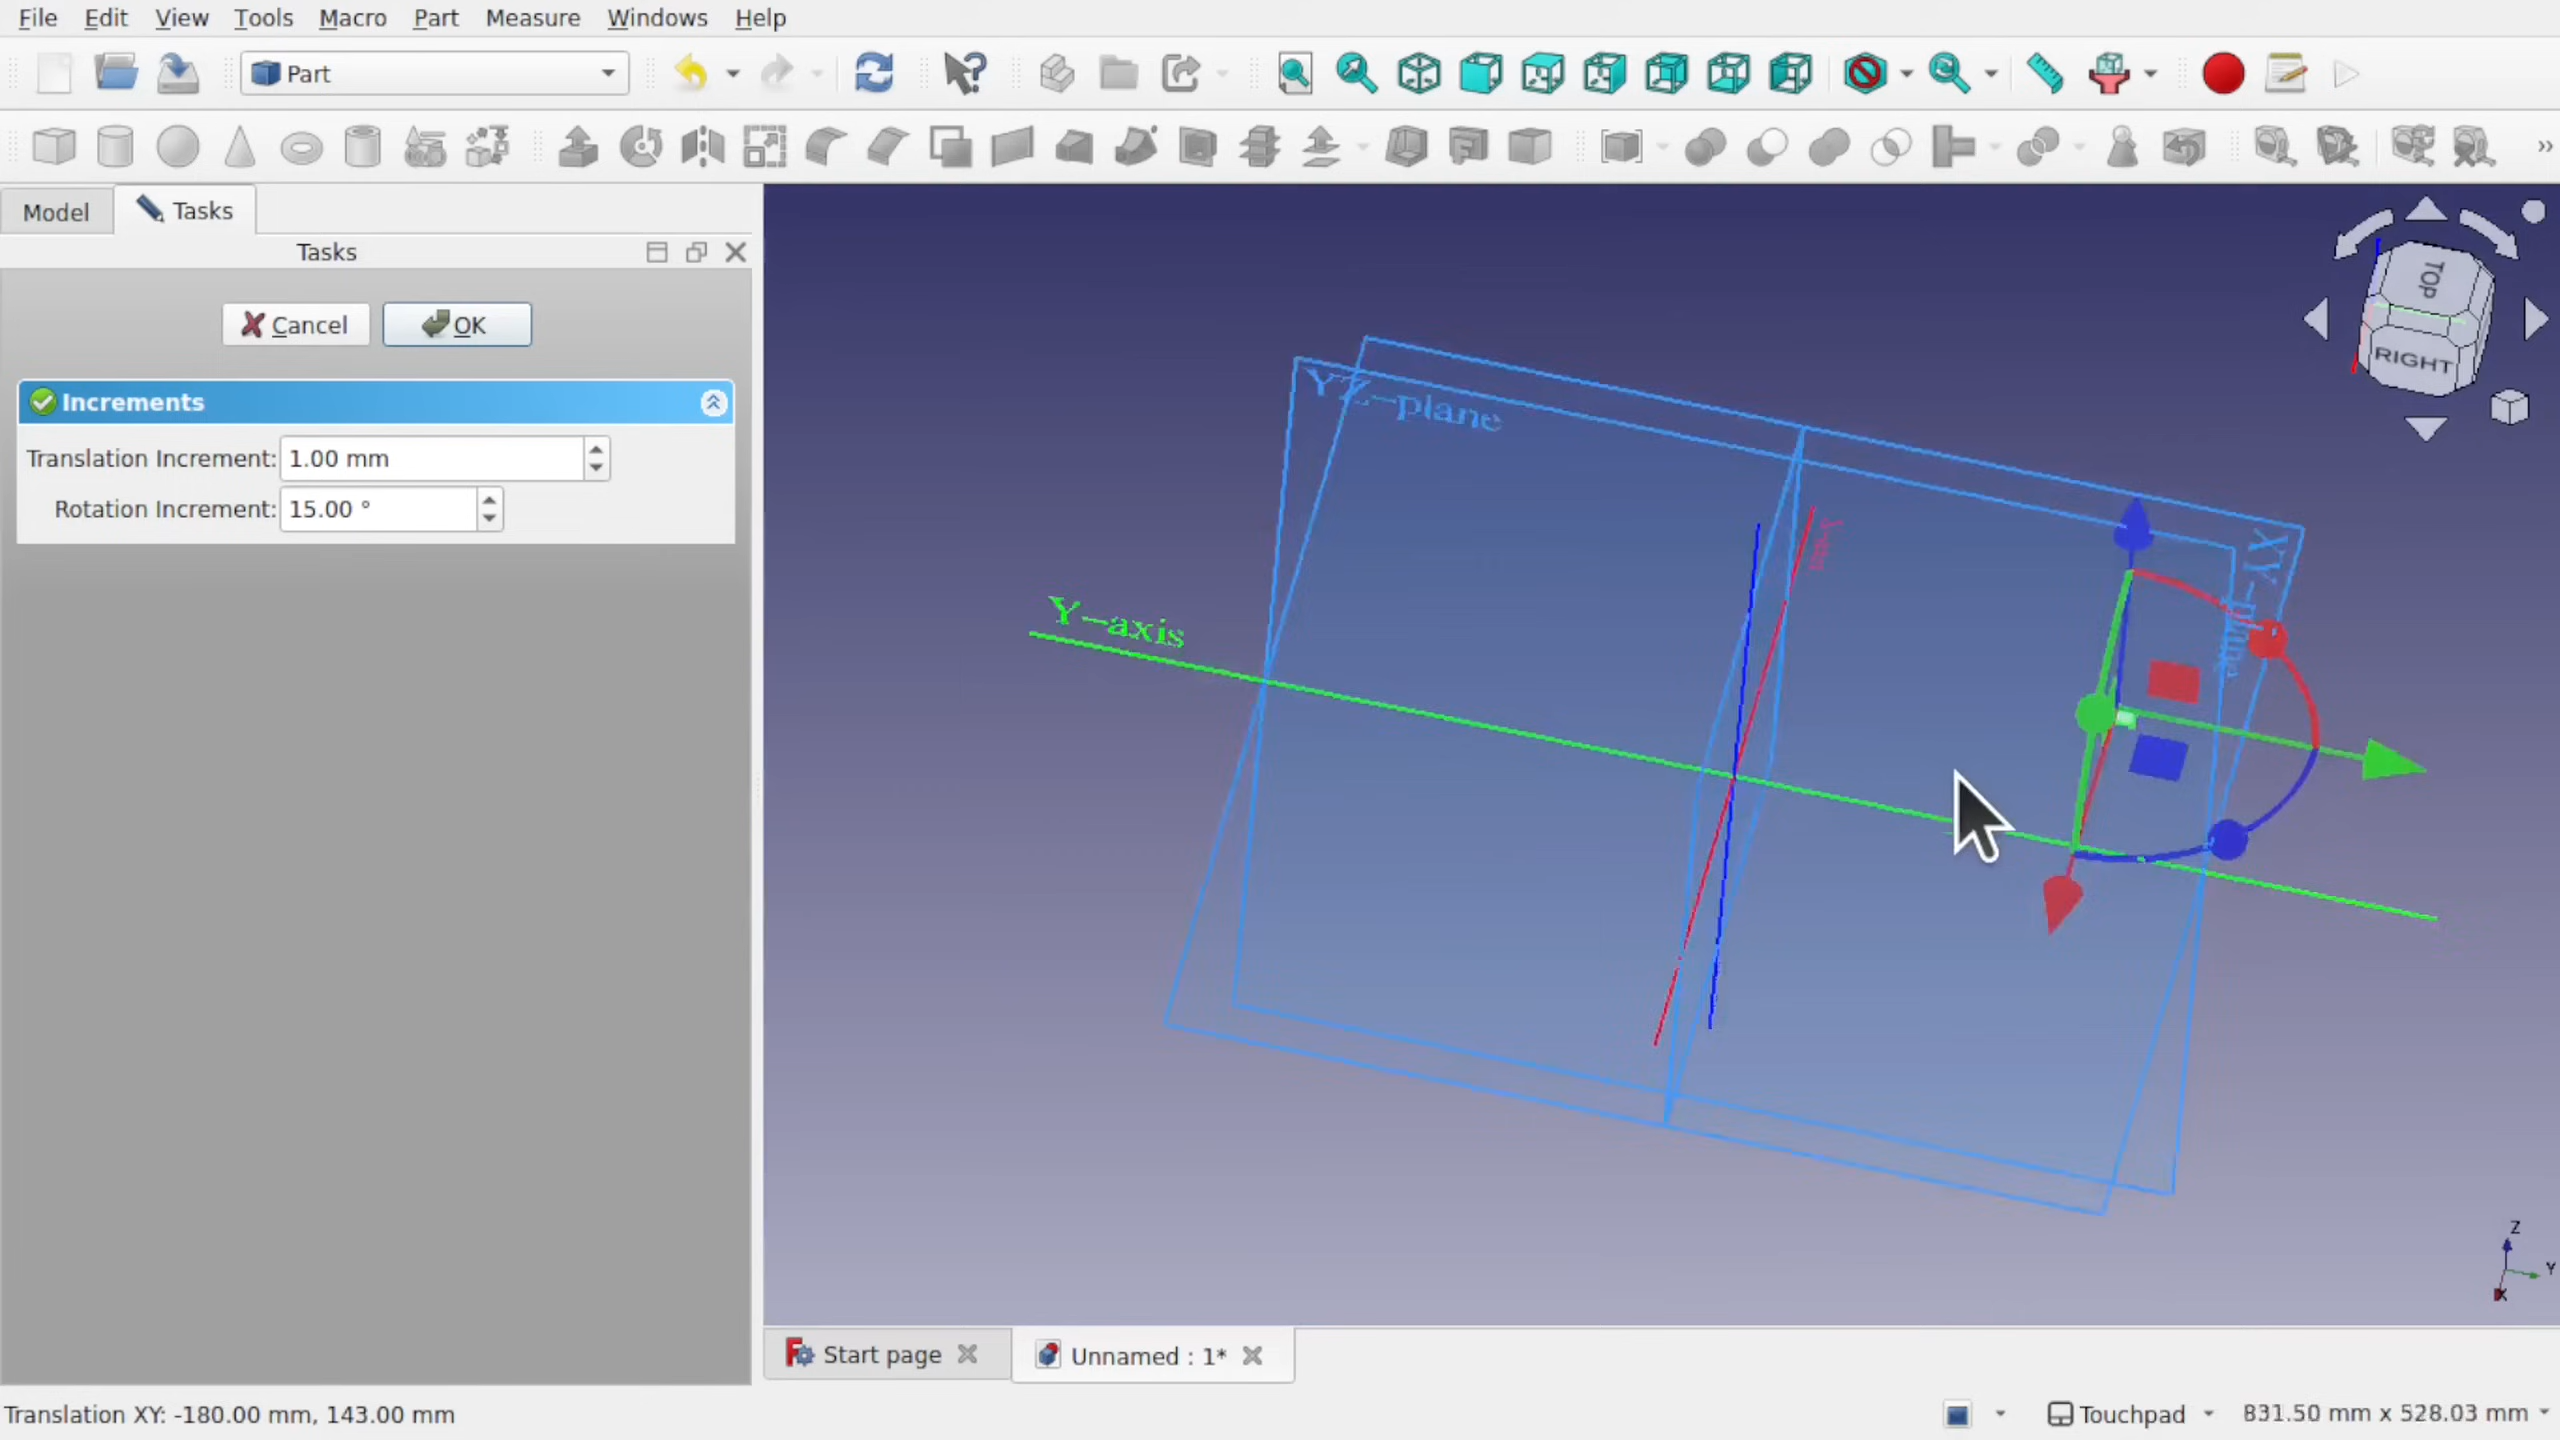 File Edit View Tools Macro Part Measure Windows Help
Part
Model Tasks
Tasks
Cancel OK
Increments
Translation Increment: 1.00 mm
Rotation Increment: 15.00 °
YZ-plane
Y-axis
XY-plane
TOP
RIGHT
Z
Y
X
Start page
Unnamed : 1*
Translation XY: -180.00 mm, 143.00 mm
Touchpad
831.50 mm x 528.03 mm